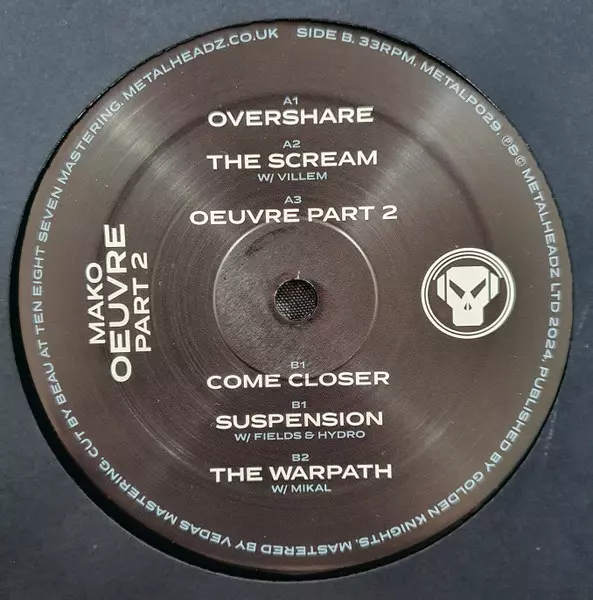 METALHEADZ.CO.UK   SIDE B. 33RPM. METALP029. ℗&© METALHEADZ LTD 2024. PUBLISHED BY GOLDEN KNIGHTS. MASTERED BY VEDAS MASTERING. CUT BY BEAU AT TEN EIGHT SEVEN MASTERING.
A1
OVERSHARE
A2
THE SCREAM
W/ VILLEM
A3
OEUVRE PART 2
MAKO
OEUVRE
PART 2
B1
COME CLOSER
B1
SUSPENSION
W/ FIELDS & HYDRO
B2
THE WARPATH
W/ MIKAL